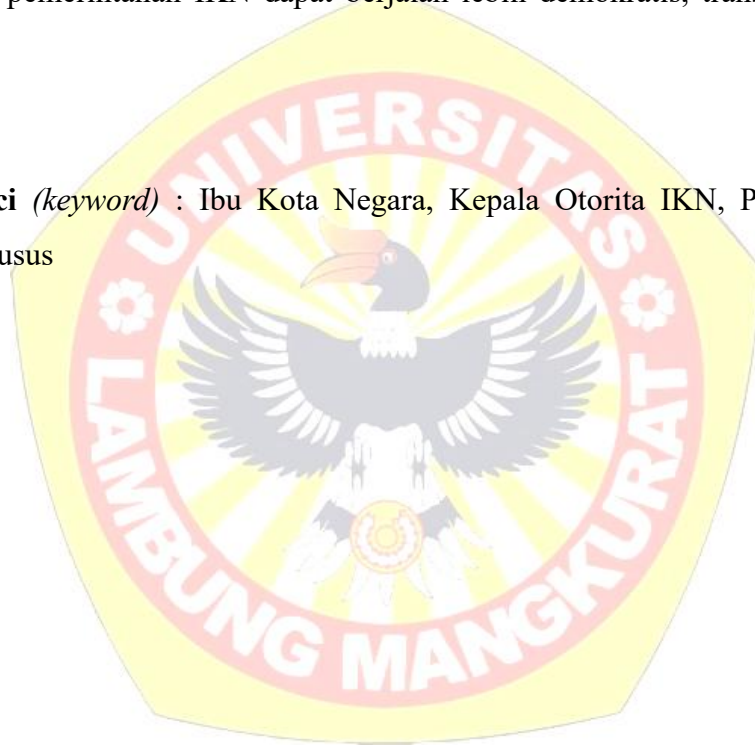 pemerintahan IKN dapat berjalan lebih demokratis, trans
ci (keyword) : Ibu Kota Negara, Kepala Otorita IKN, P
usus
UNIVERSITAS
LAMBUNG MANGKURAT